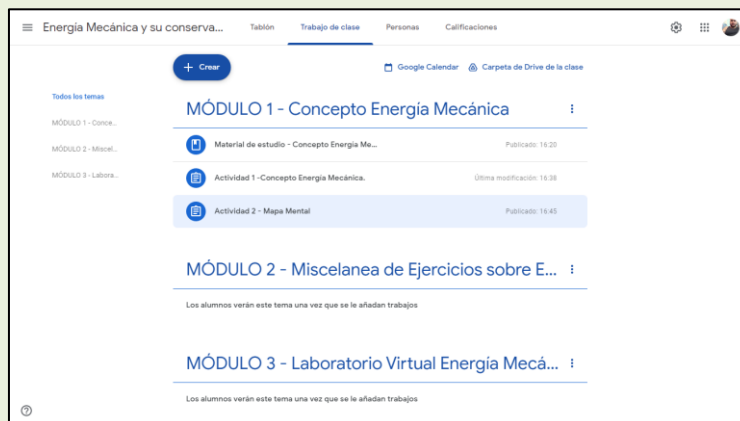 Energía Mecánica y su conserva...
Tablón
Trabajo de clase
Personas
Calificaciones
Crear
Google Calendar
Carpeta de Drive de la clase
Todos los temas
MÓDULO 1 - Conce...
MÓDULO 2 - Miscel...
MÓDULO 3 - Labora...
MÓDULO 1 - Concepto Energía Mecánica
Material de estudio - Concepto Energía Me...
Publicado: 16:20
Actividad 1 -Concepto Energía Mecánica.
Última modificación: 16:38
Actividad 2 - Mapa Mental
Publicado: 16:45
MÓDULO 2 - Miscelanea de Ejercicios sobre E...
Los alumnos verán este tema una vez que se le añadan trabajos
MÓDULO 3 - Laboratorio Virtual Energía Mecá...
Los alumnos verán este tema una vez que se le añadan trabajos